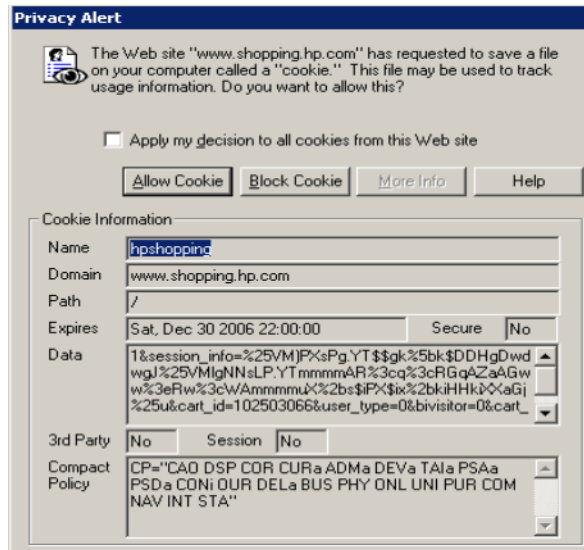 Privacy Alert
The Web site "www.shopping.hp.com" has requested to save a file
on your computer called a "cookie." This file may be used to track
usage information. Do you want to allow this?
Apply my decision to all cookies from this Web site
Allow Cookie Block Cookie More Info Help
Cookie Information
Name hpshopping
Domain www.shopping.hp.com
Path /
Expires Sat, Dec 30 2006 22:00:00 Secure No
Data 1&session_info=%25VM)PXsPg.YT$$gk%5bk$DDHgDwd
wgJ%25VMIgNNsLP.YTmmmmAR%3cq%3cRGqAZaAGw
w%3eRw%3cWAmmmmuX%2bs$iPX$ix%2bkiHHkiXXaGj
%25u&cart_id=102503066&user_type=0&bivisitor=0&cart_
3rd Party No Session No
Compact
Policy
CP="CAO DSP COR CURa ADMa DEVa TAIa PSAa
PSDa CONi OUR DELa BUS PHY ONL UNI PUR COM
NAV INT STA"